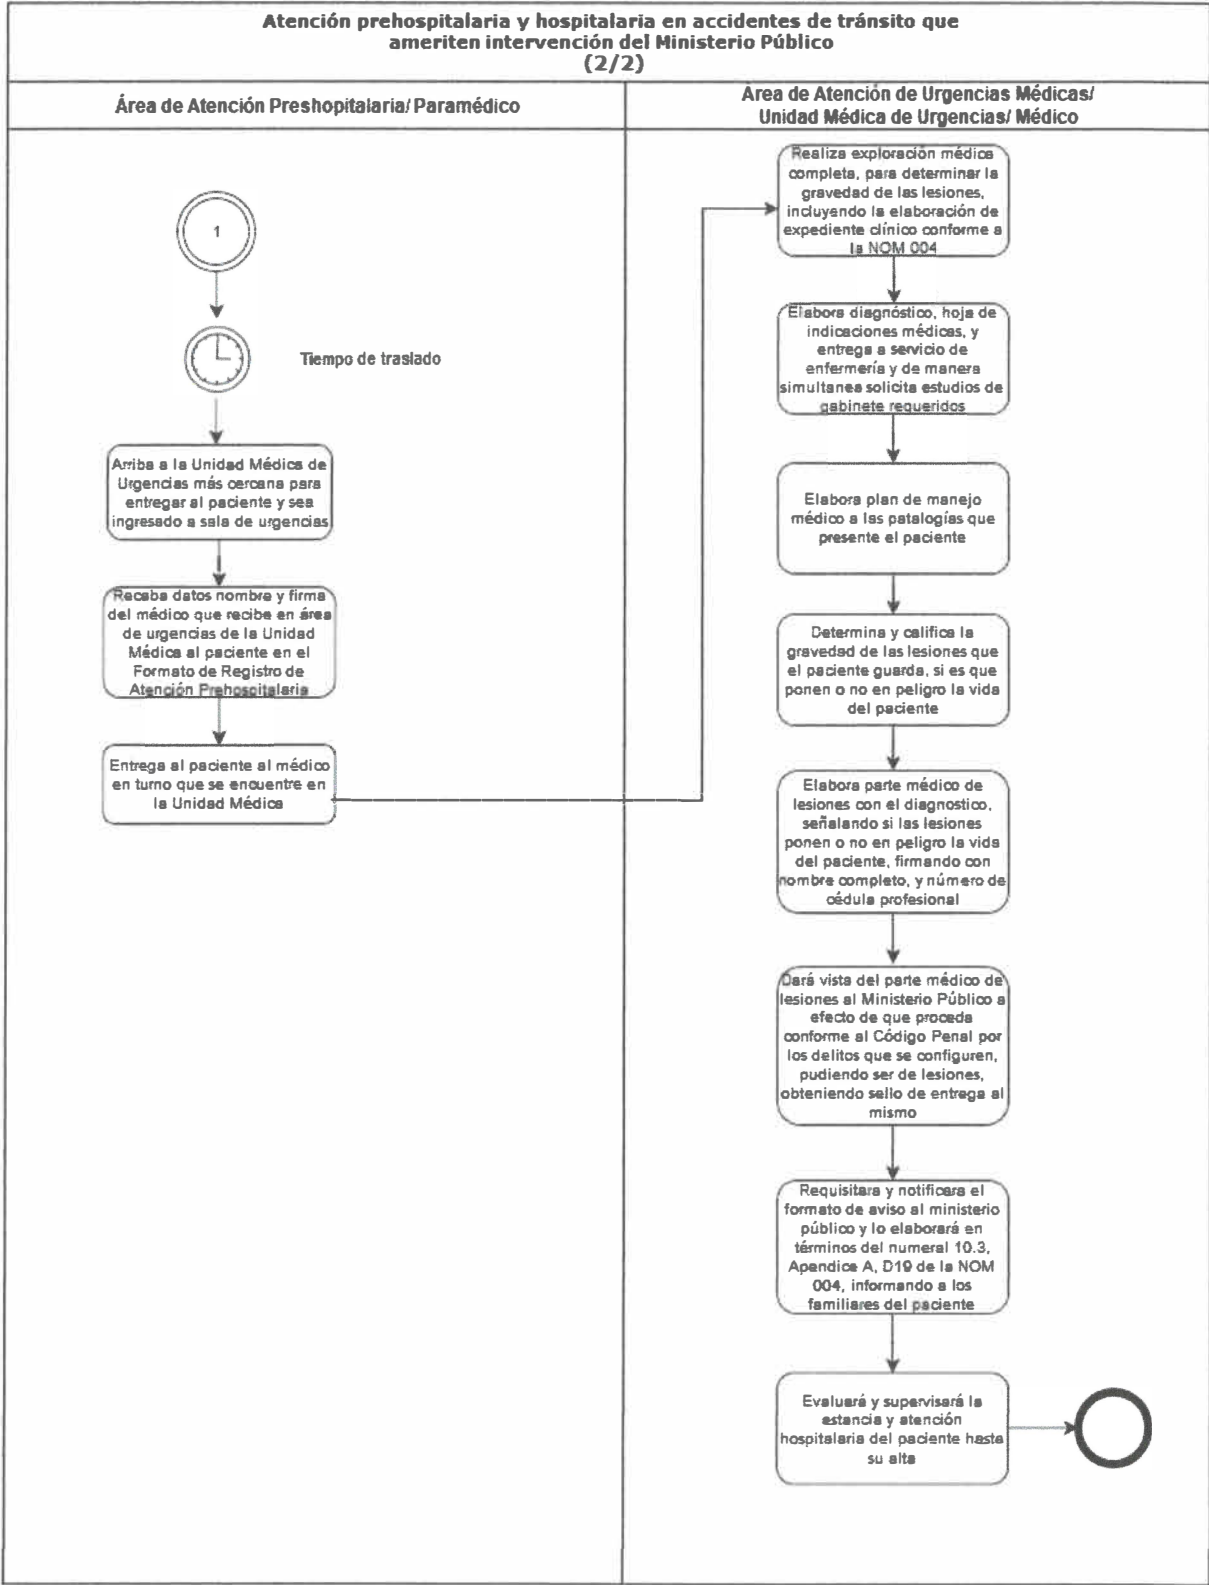 Atención prehospitalaria y hospitalaria en accidentes de tránsito que
ameriten intervención del Ministerio Público
(2/2)
Área de Atención Preshopitalaria/ Paramédico
1
Tiempo de traslado
Arriba a la Unidad Médica de
Urgencias más cercana para
entregar al paciente y sea
ingresado a sala de urgencias
Recaba datos nombre y firma
del médico que recibe en área
de urgencias de la Unidad
Médica al paciente en el
Formato de Registro de
Atención Prehospitalaria
Entrega al paciente al médico
en turno que se encuentre en
la Unidad Médica
Área de Atención de Urgencias Médicas/
Unidad Médica de Urgencias/ Médico
Realiza exploración médica
completa, para determinar la
gravedad de las lesiones,
incluyendo la elaboración de
expediente clínico conforme a
la NOM 004
Elabora diagnóstico, hoja de
indicaciones médicas, y
entrega a servicio de
enfermería y de manera
simultanea solicita estudios de
gabinete requeridos
Elabora plan de manejo
médico a las patalogías que
presente el paciente
Determina y califica la
gravedad de las lesiones que
el paciente guarda, si es que
ponen o no en peligro la vida
del paciente
Elabora parte médico de
lesiones con el diagnostico,
señalando si las lesiones
ponen o no en peligro la vida
del paciente, firmando con
nombre completo, y número de
cédula profesional
Dará vista del parte médico de
lesiones al Ministerio Público a
efecto de que proceda
conforme al Código Penal por
los delitos que se configuren,
pudiendo ser de lesiones,
obteniendo sello de entrega al
mismo
Requisitara y notificara el
formato de aviso al ministerio
público y lo elaborará en
términos del numeral 10.3,
Apendice A, D19 de la NOM
004, informando a los
familiares del paciente
Evaluará y supervisará la
estancia y atención
hospitalaria del paciente hasta
su alta